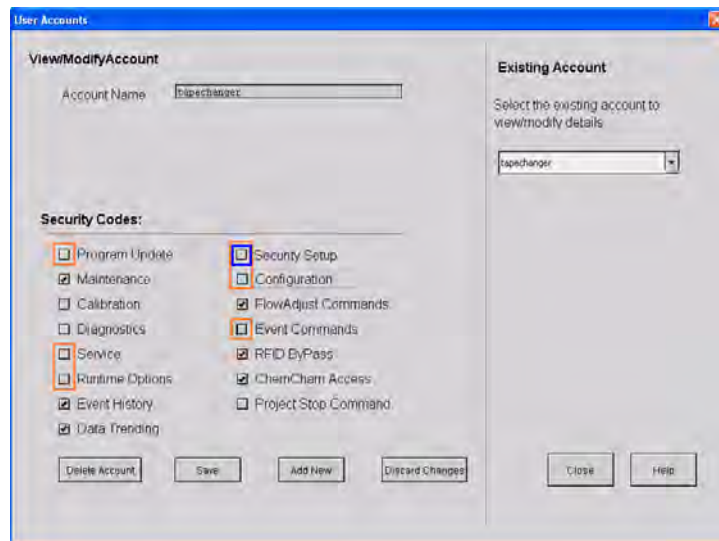 User Accounts
View/ModifyAccount
Account Name
tapechanger
Existing Account
Select the existing account to
view/modify details
tapechanger
Security Codes:
Program Update
Security Setup
Maintenance
Configuration
Calibration
FlowAdjust Commands
Diagnostics
Event Commands
Service
RFID ByPass
Runtime Options
ChemCham Access
Event History
Project Stop Command
Data Trending
Delete Account
Save
Add New
Discard Changes
Close
Help